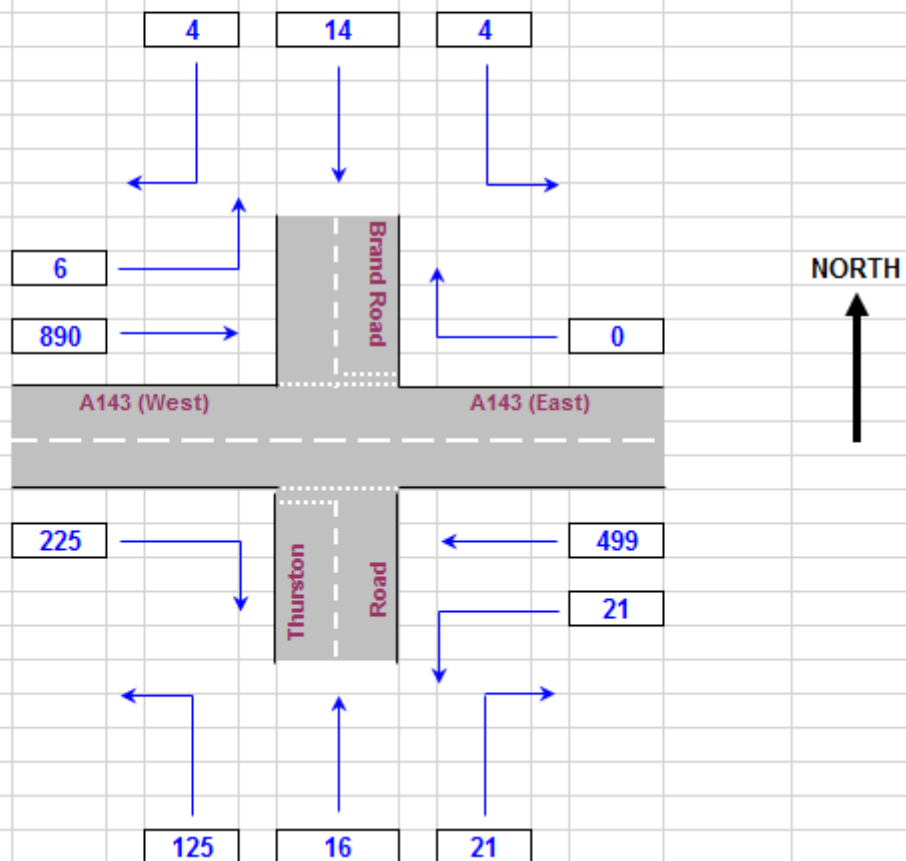 4 14 4
Brand Road
6
NORTH
890
0
A143 (West)
A143 (East)
225
499
Thurston
Road
21
125 16 21